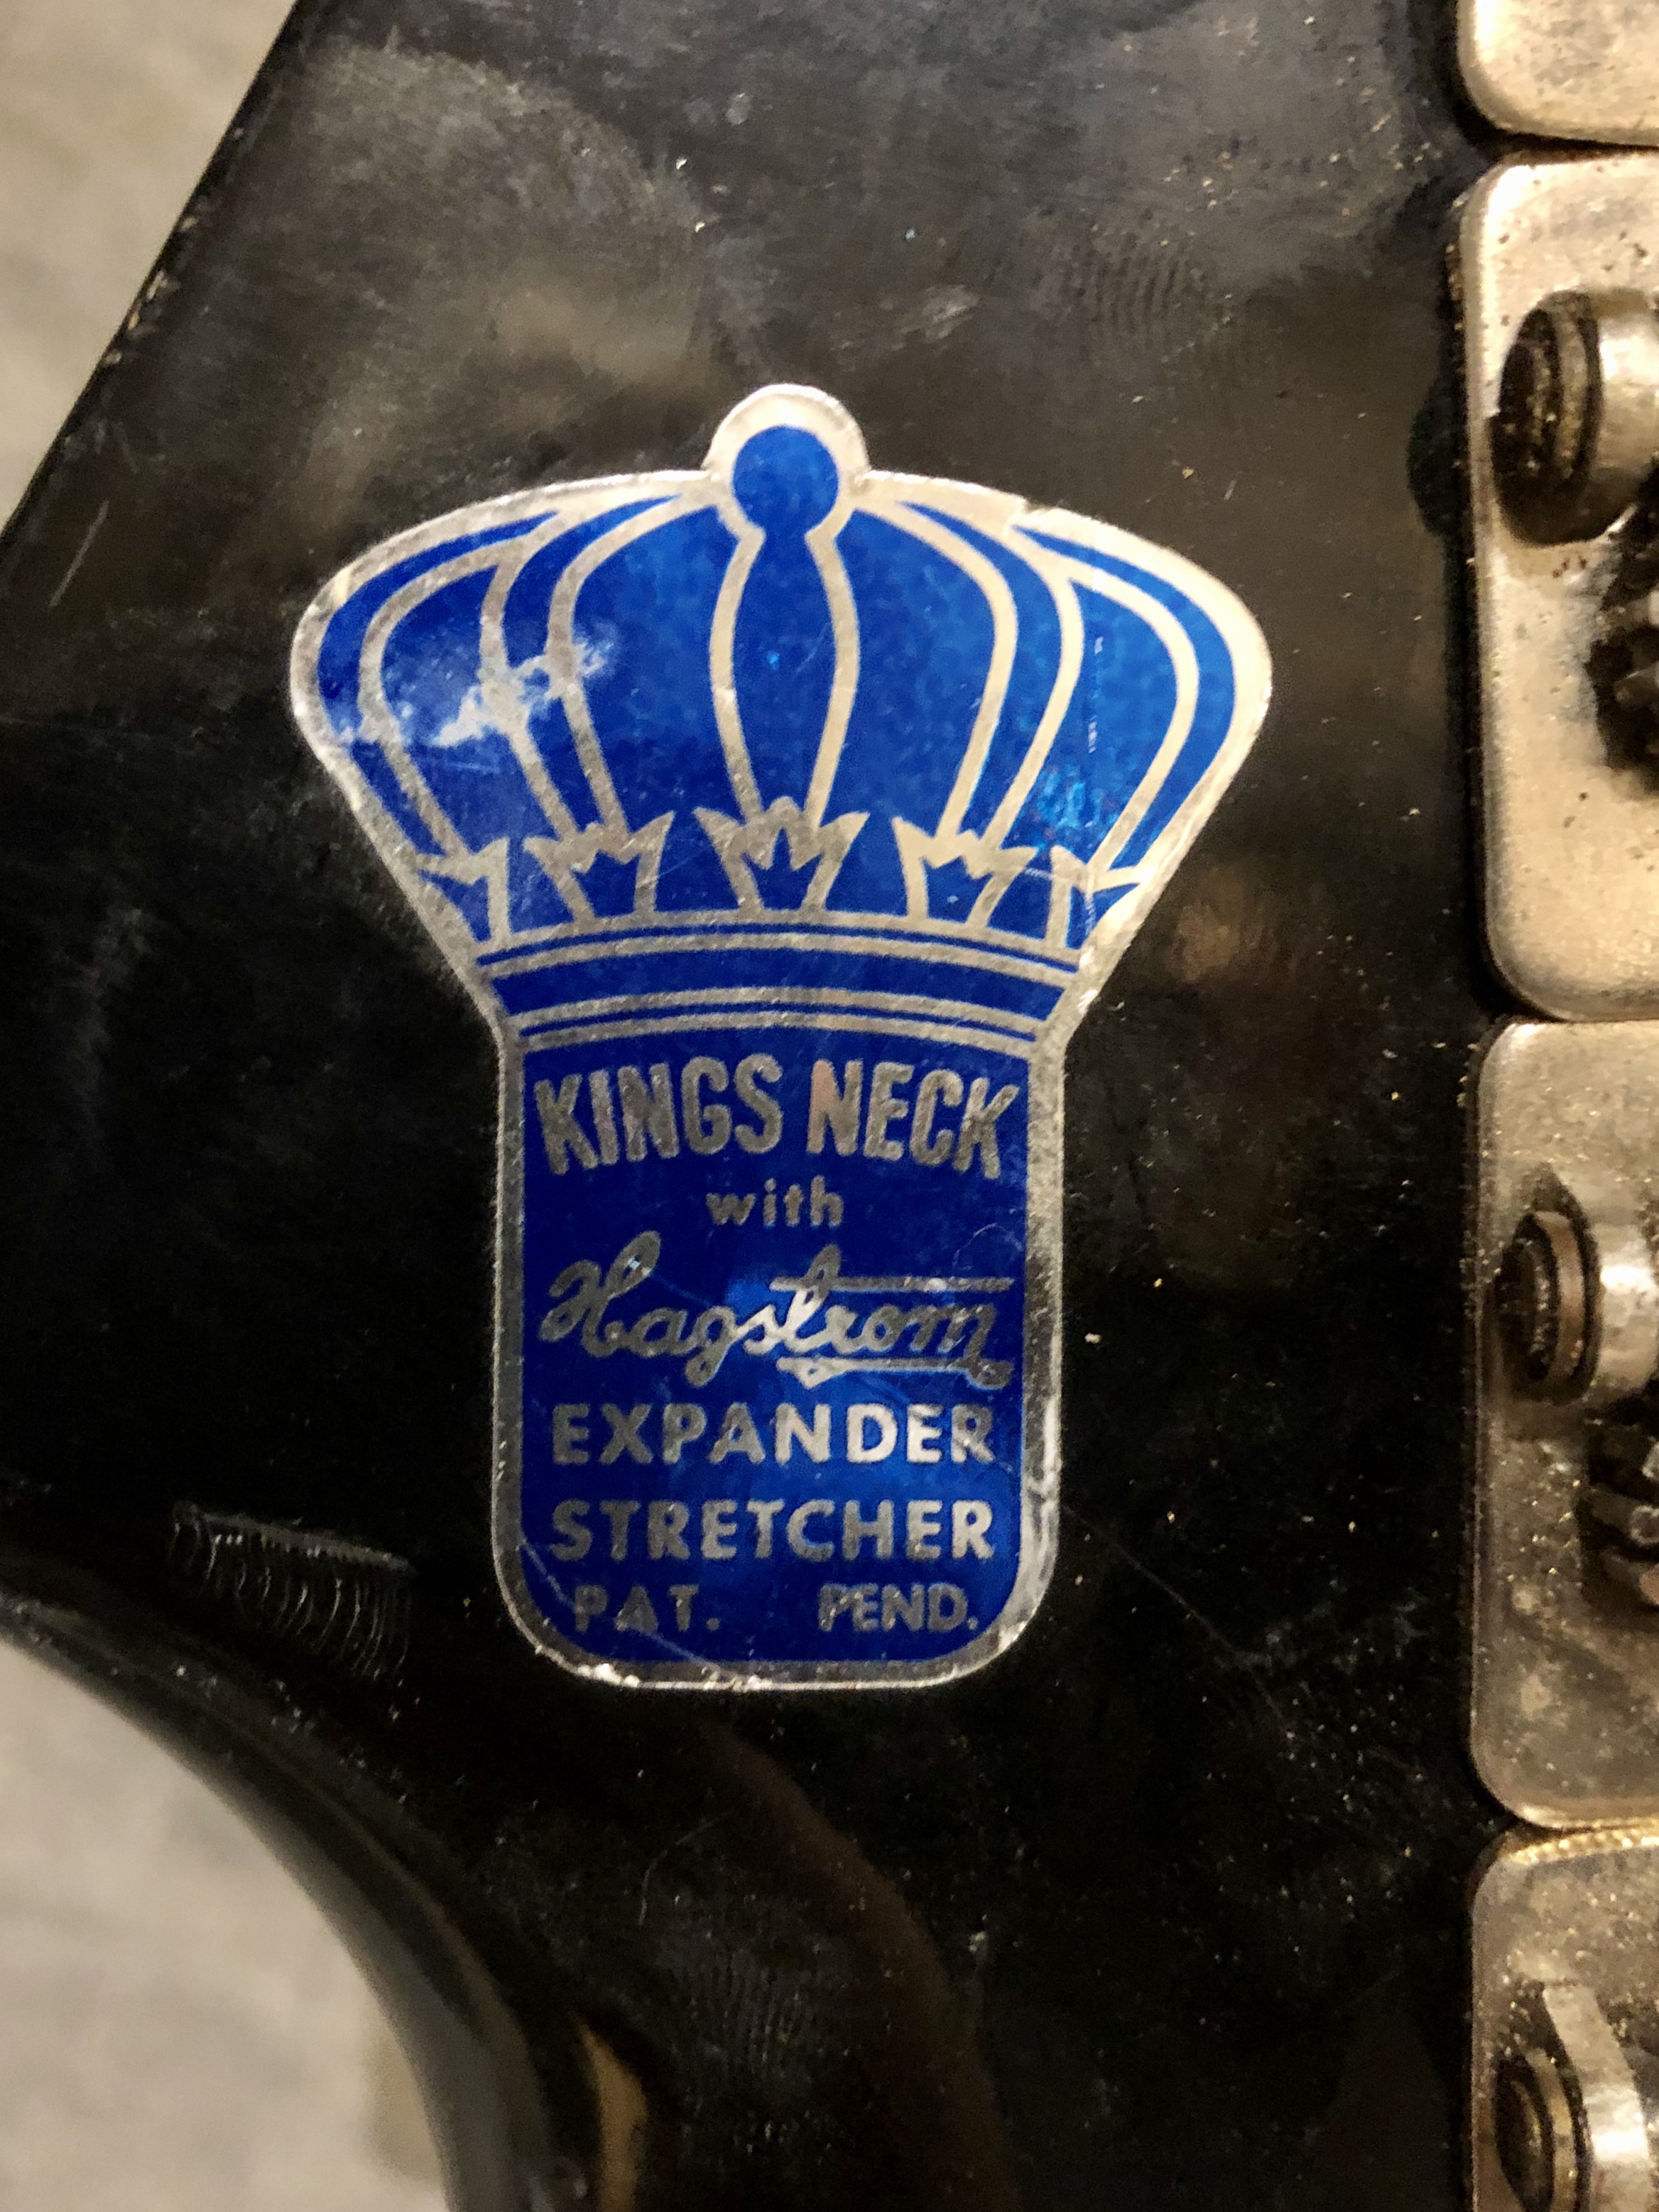 KINGS NECK
with
Hagstrom
EXPANDER
STRETCHER
PAT. PEND.